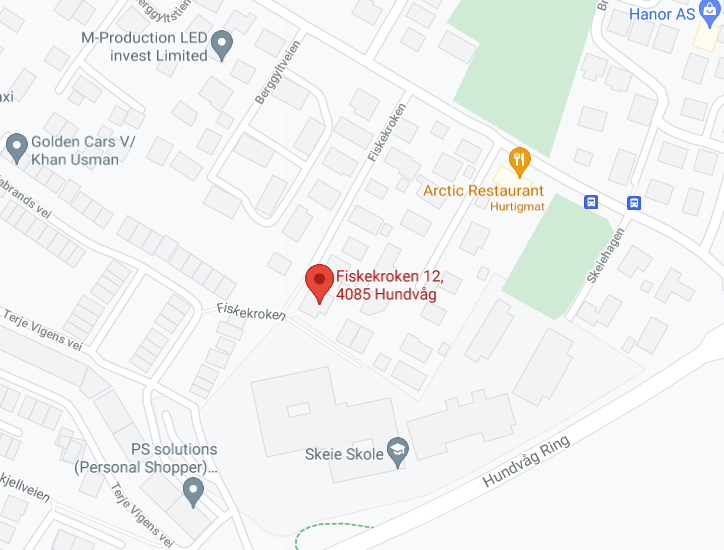 Berggyltstien
Hanor AS
M-Production LED
invest Limited
Berggyltveien
axi
Fiskekroken
Golden Cars V/
Khan Usman
Arctic Restaurant
Hurtigmat
ebrands vei
Skeiehagen
Fiskekroken 12,
4085 Hundvåg
Fiskekroken
Terje Vigens vei
Hundvåg Ring
Skeie Skole
PS solutions
(Personal Shopper)...
kjellveien
Terje Vigens vei